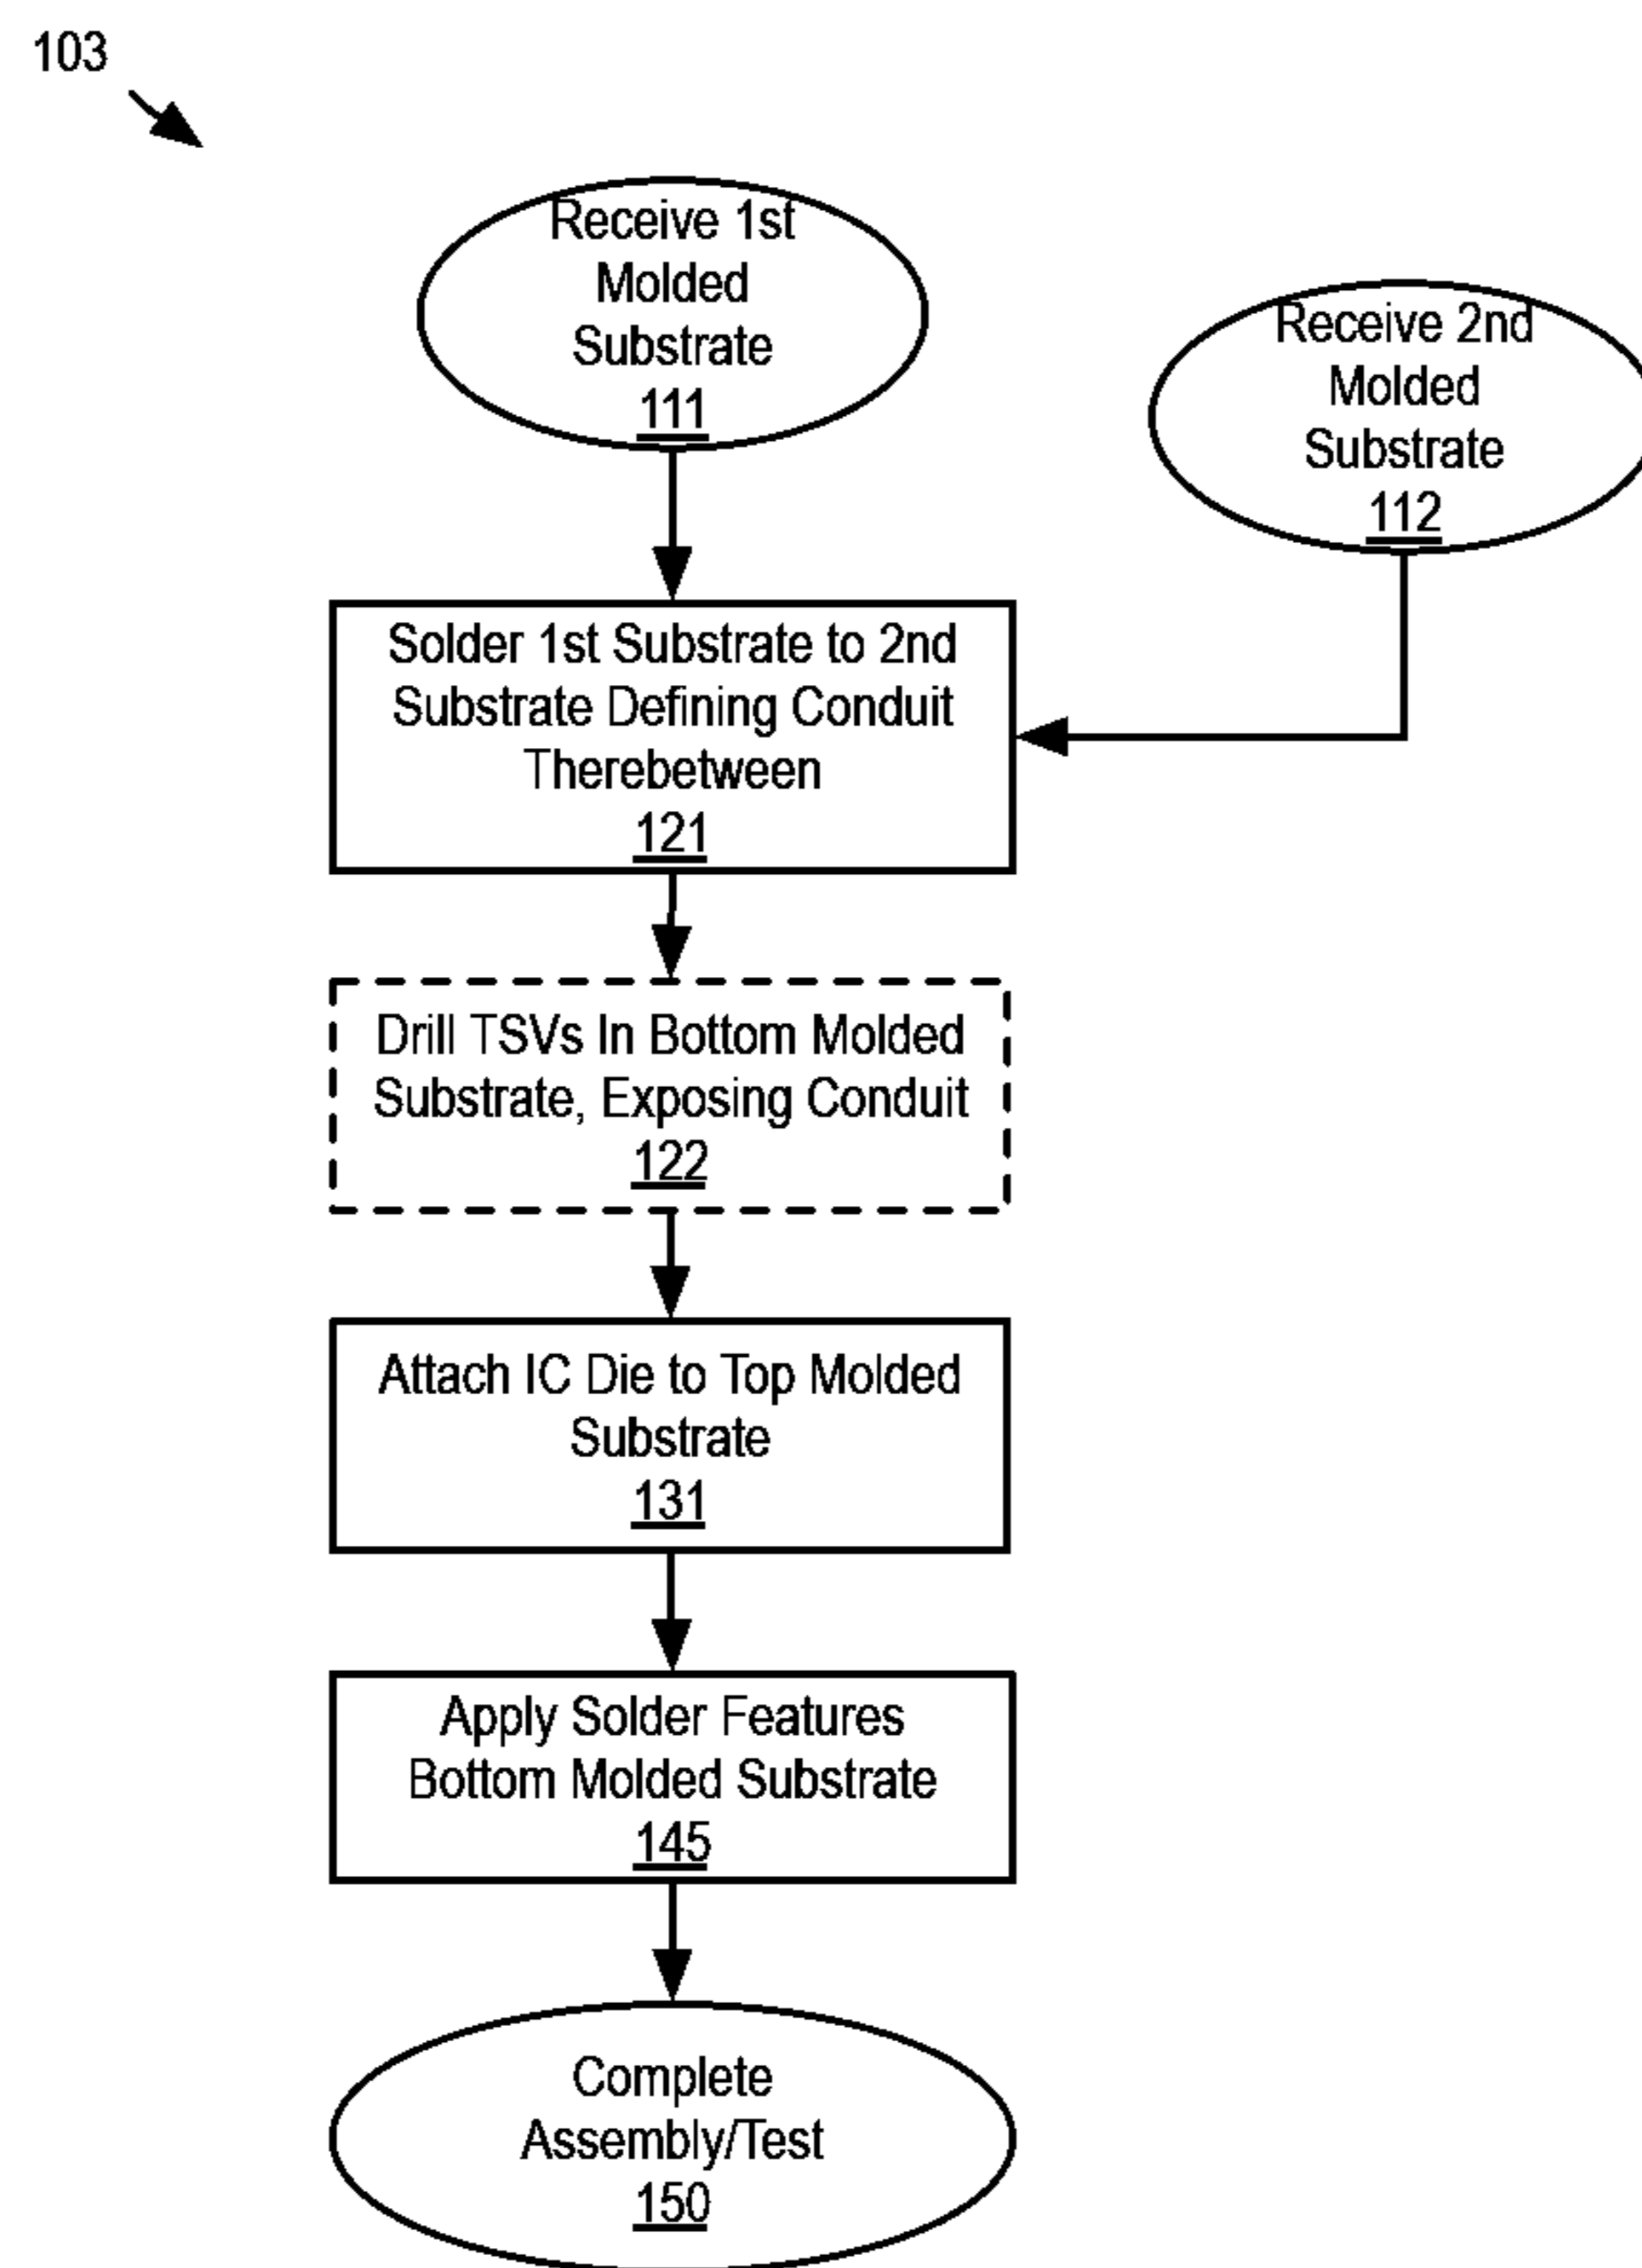 103
Receive 1st
Molded
Substrate
111
Receive 2nd
Molded
Substrate
112
Solder 1st Substrate to 2nd
Substrate Defining Conduit
Therebetween
121
Drill TSVs In Bottom Molded
Substrate, Exposing Conduit
122
Attach IC Die to Top Molded
Substrate
131
Apply Solder Features
Bottom Molded Substrate
145
Complete
Assembly/Test
150